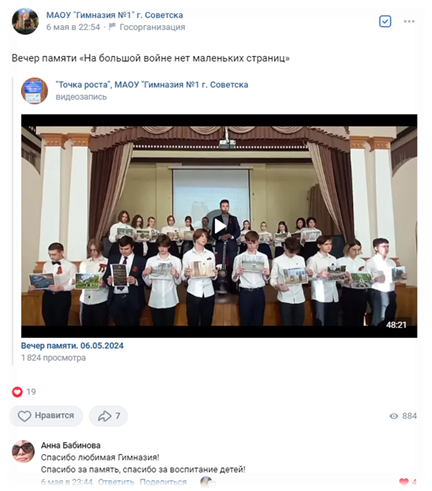 МАОУ "Гимназия №1" г. Советска
6 мая в 22:54 · Госорганизация
Вечер памяти «На большой войне нет маленьких страниц»
"Точка роста", МАОУ "Гимназия №1 г. Советска
видеозапись
48:21
Вечер памяти. 06.05.2024
1 824 просмотра
19
Нравится
7
884
Анна Бабинова
Спасибо любимая Гимназия!
Спасибо за память, спасибо за воспитание детей!
6 мая в 23:44 Ответить Поделиться
4